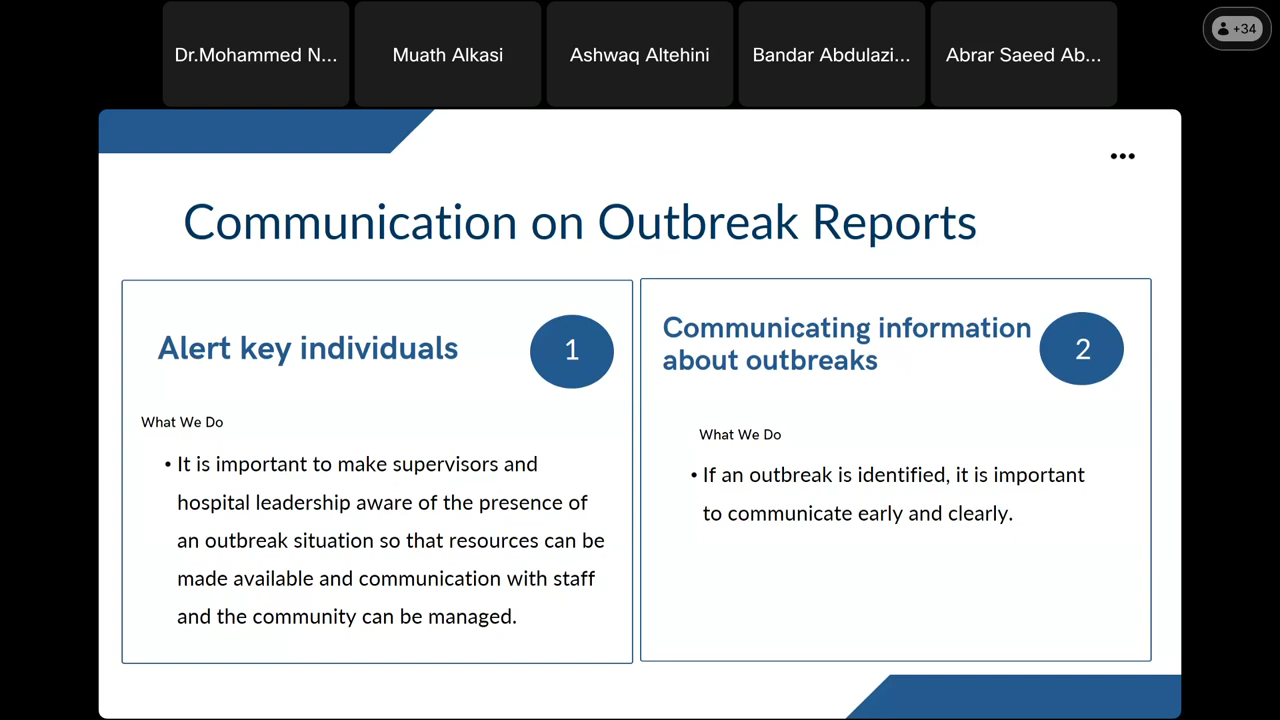 Dr.Mohammed N...
Muath Alkasi
Ashwaq Altehini
Bandar Abdulazi...
Abrar Saeed Ab...
+34
Communication on Outbreak Reports
Alert key individuals
1
What We Do
• It is important to make supervisors and
hospital leadership aware of the presence of
an outbreak situation so that resources can be
made available and communication with staff
and the community can be managed.
Communicating information
about outbreaks
2
What We Do
• If an outbreak is identified, it is important
to communicate early and clearly.